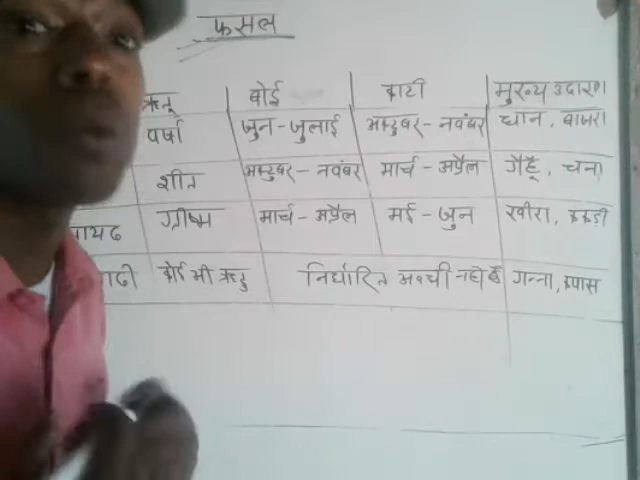 फसल
ऋतू बोई काटी मुख्य उदाहरण
वर्षा जुन-जुलाई अक्टुबर-नवंबर धान, बाजरा
शीत अक्टुबर-नवंबर मार्च-अप्रैल गेहूँ, चना
ायद ग्रीष्म मार्च-अप्रैल मई-जुन खीरा, ककड़ी
ादी कोई भी ऋतु निर्धारित अवधी नही है गन्ना, कपास